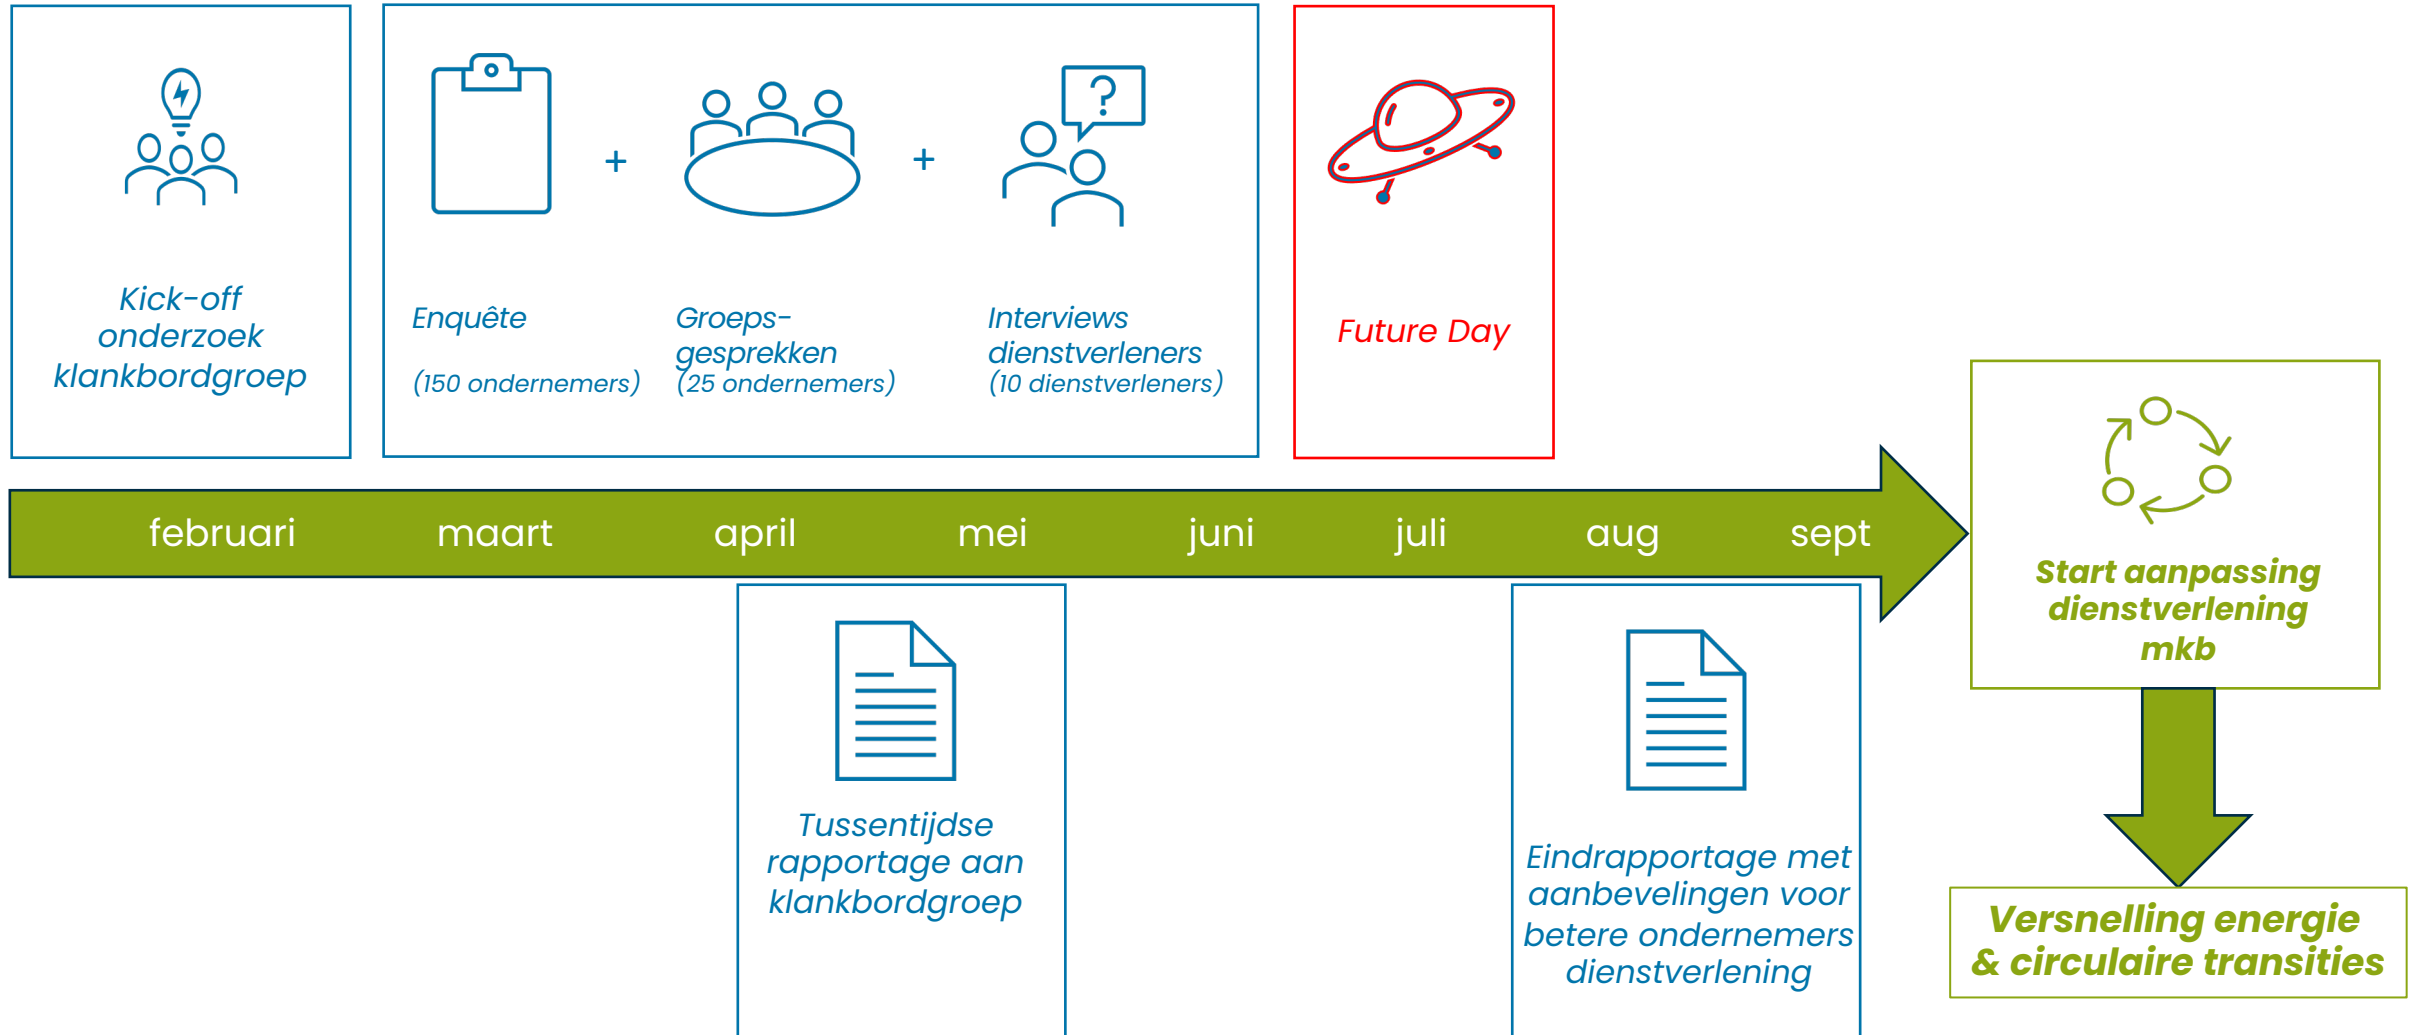 Kick-off
onderzoek
klankbordgroep
+
+
?
Enquête
(150 ondernemers)
Groeps-
gesprekken
(25 ondernemers)
Interviews
dienstverleners
(10 dienstverleners)
Future Day
februari
maart
april
mei
juni
juli
aug
sept
Tussentijdse
rapportage aan
klankbordgroep
Eindrapportage met
aanbevelingen voor
betere ondernemers
dienstverlening
Start aanpassing
dienstverlening
mkb
Versnelling energie
& circulaire transities